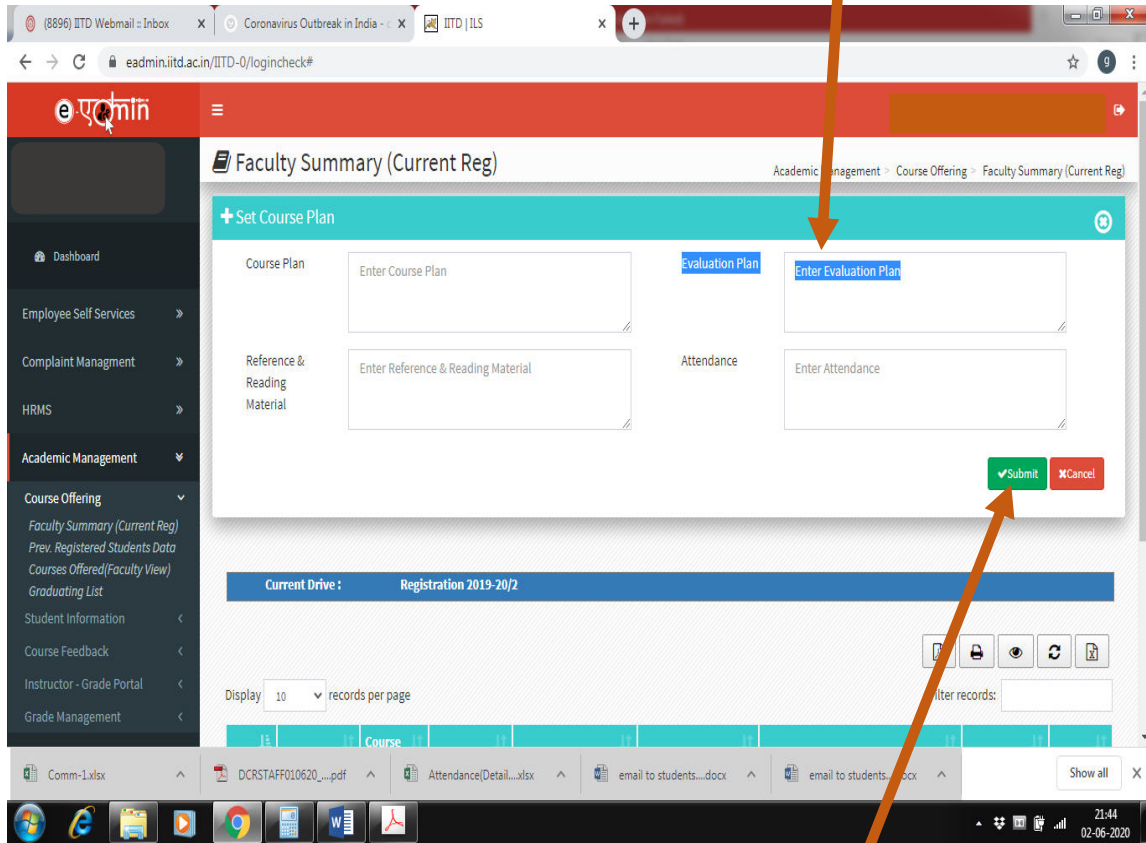 (8896) IITD Webmail :: Inbox
Coronavirus Outbreak in India -
IITD | ILS
eadmin.iitd.ac.in/IITD-0/logincheck#
g
e-एdmin
Faculty Summary (Current Reg)
Academic Management > Course Offering > Faculty Summary (Current Reg)
Set Course Plan
Course Plan
Enter Course Plan
Evaluation Plan
Enter Evaluation Plan
Reference & Reading Material
Enter Reference & Reading Material
Attendance
Enter Attendance
Submit
Cancel
Dashboard
Employee Self Services
Complaint Managment
HRMS
Academic Management
Course Offering
Faculty Summary (Current Reg)
Prev. Registered Students Data
Courses Offered(Faculty View)
Graduating List
Student Information
Course Feedback
Instructor - Grade Portal
Grade Management
Current Drive : Registration 2019-20/2
Display 10 records per page
filter records:
Course
Comm-1.xlsx
DCRSTAFF010620_....pdf
Attendance(Detail....xlsx
email to students....docx
email to students....docx
Show all
21:44
02-06-2020